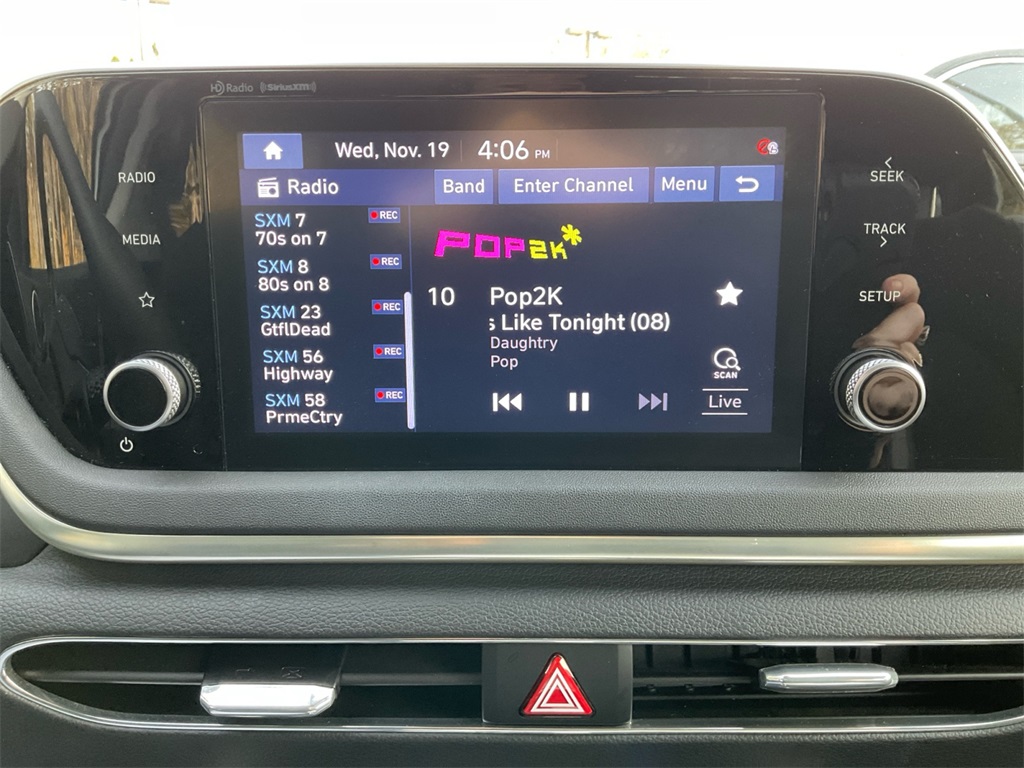 HD Radio ((SiriusXM))
Wed, Nov. 19 4:06 PM
Radio
Band
Enter Channel
Menu
SXM 7 REC
70s on 7
SXM 8 REC
80s on 8
SXM 23 REC
GtflDead
SXM 56 REC
Highway
SXM 58 REC
PrmeCtry
POP2K*
10 Pop2K
s Like Tonight (08)
Daughtry
Pop
SCAN
Live
RADIO
MEDIA
SEEK
TRACK
SETUP